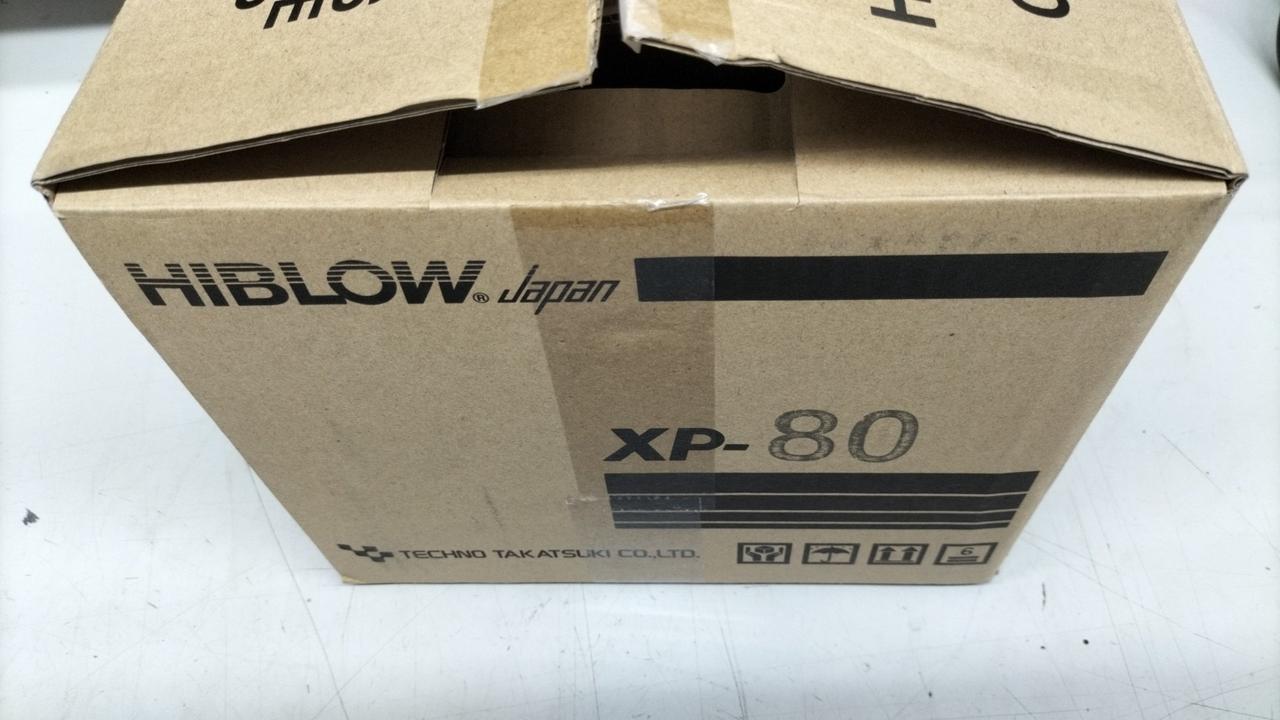 HIBLOW® Japan
XP-80
TECHNO TAKATSUKI CO.,LTD.
6